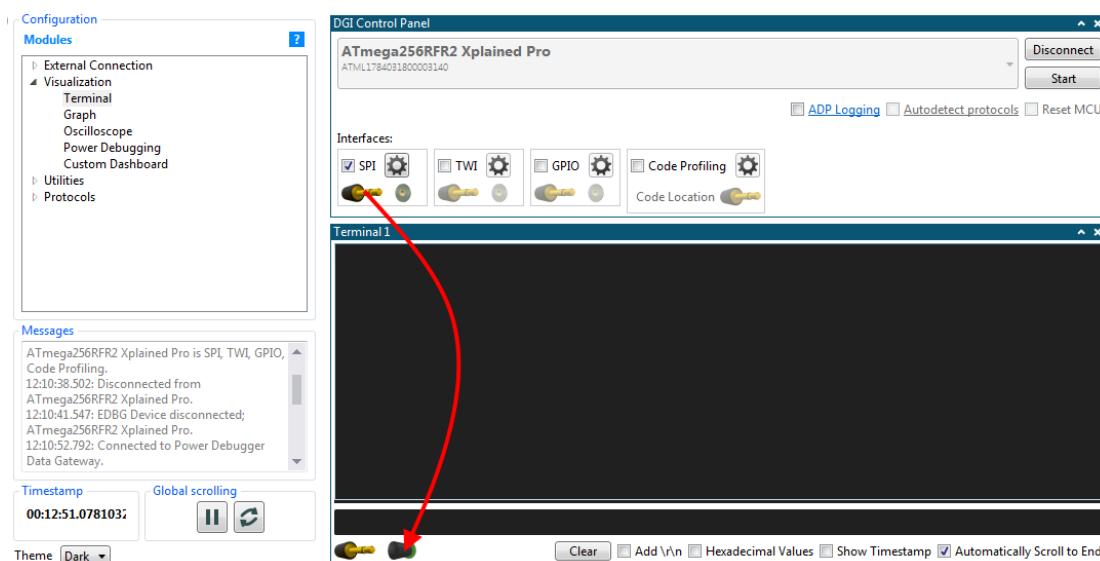 Configuration
Modules
?
External Connection
Visualization
Terminal
Graph
Oscilloscope
Power Debugging
Custom Dashboard
Utilities
Protocols
Messages
ATmega256RFR2 Xplained Pro is SPI, TWI, GPIO,
Code Profiling.
12:10:38.502: Disconnected from
ATmega256RFR2 Xplained Pro.
12:10:41.547: EDBG Device disconnected;
ATmega256RFR2 Xplained Pro.
12:10:52.792: Connected to Power Debugger
Data Gateway.
Timestamp
00:12:51.078103
Global scrolling
Theme Dark
DGI Control Panel
ATmega256RFR2 Xplained Pro
ATML1784031800003140
Disconnect
Start
ADP Logging Autodetect protocols Reset MCU
Interfaces:
SPI TWI GPIO Code Profiling
Code Location
Terminal 1
Clear Add \r\n Hexadecimal Values Show Timestamp Automatically Scroll to End